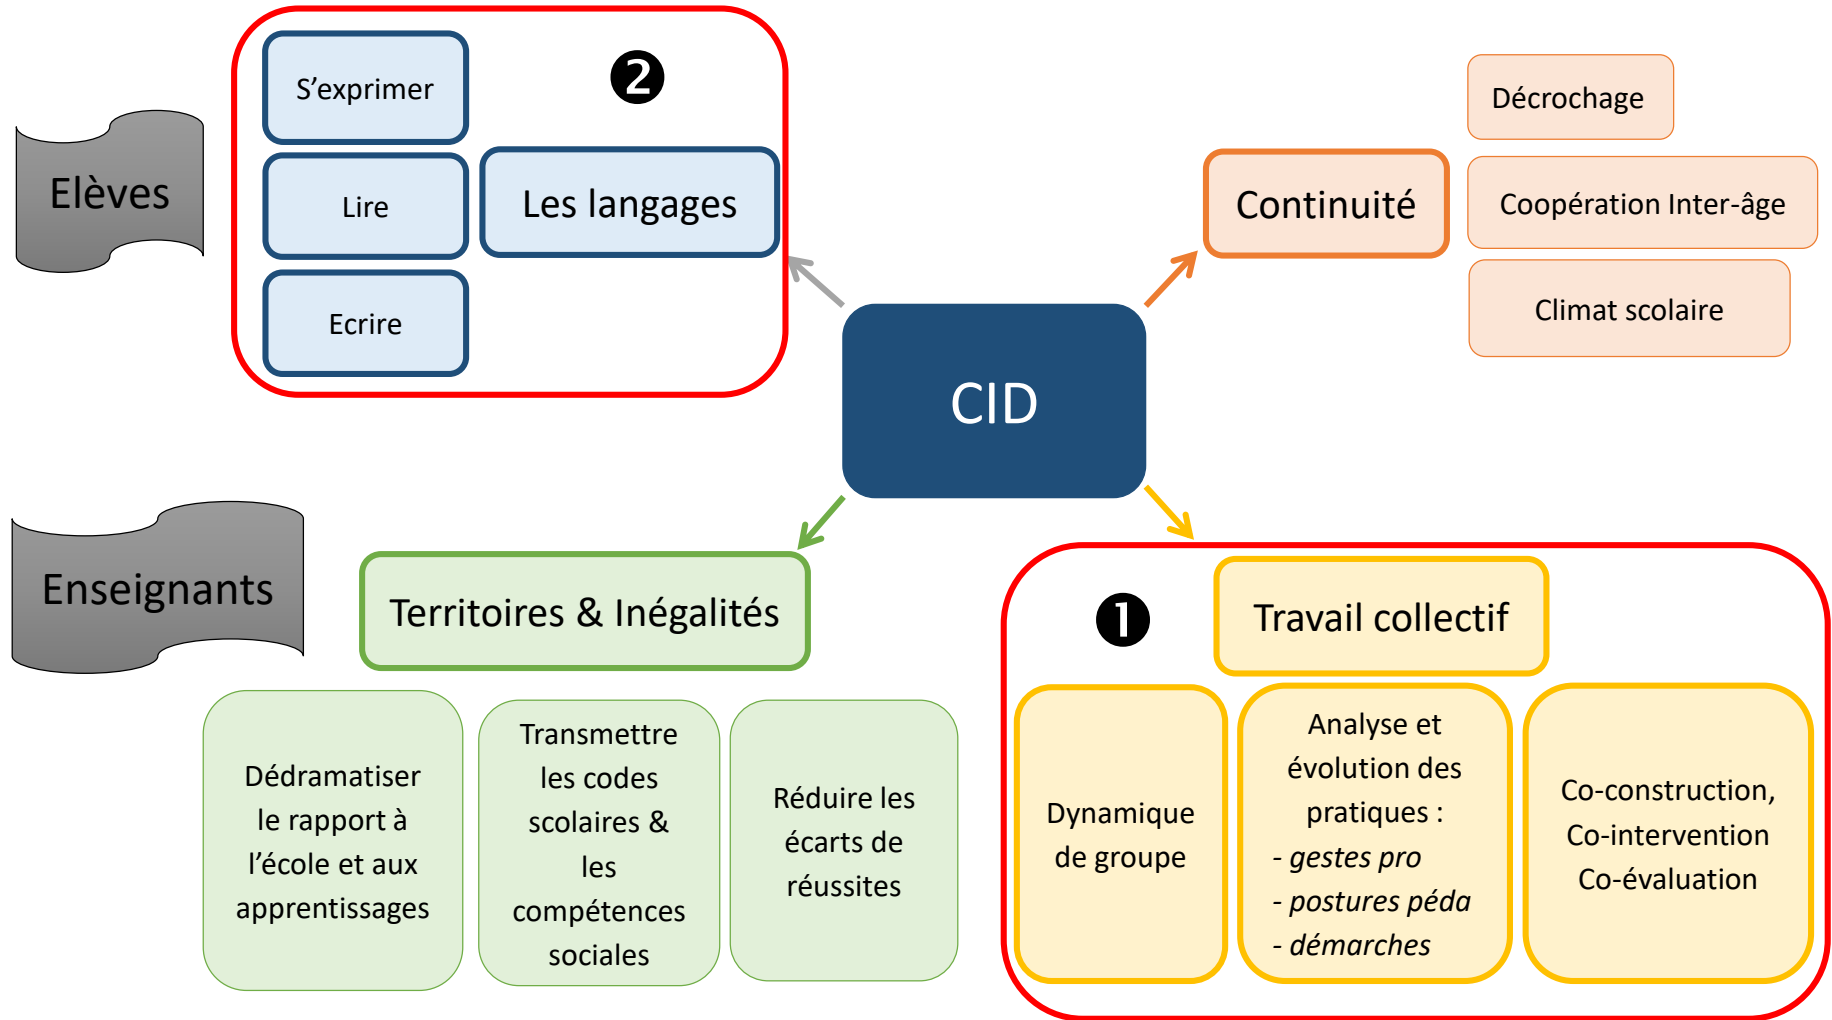 Elèves
S’exprimer
Lire
Ecrire
❷
Les langages
Continuité
Décrochage
Coopération Inter-âge
Climat scolaire
CID
Enseignants
Territoires & Inégalités
Dédramatiser
le rapport à
l’école et aux
apprentissages
Transmettre
les codes
scolaires &
les
compétences
sociales
Réduire les
écarts de
réussites
❶
Travail collectif
Dynamique
de groupe
Analyse et
évolution des
pratiques :
- gestes pro
- postures péda
- démarches
Co-construction,
Co-intervention
Co-évaluation